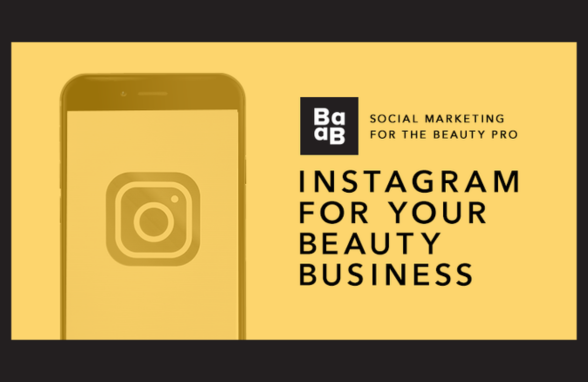 Ba
aB
SOCIAL MARKETING
FOR THE BEAUTY PRO
INSTAGRAM
FOR YOUR
BEAUTY
BUSINESS